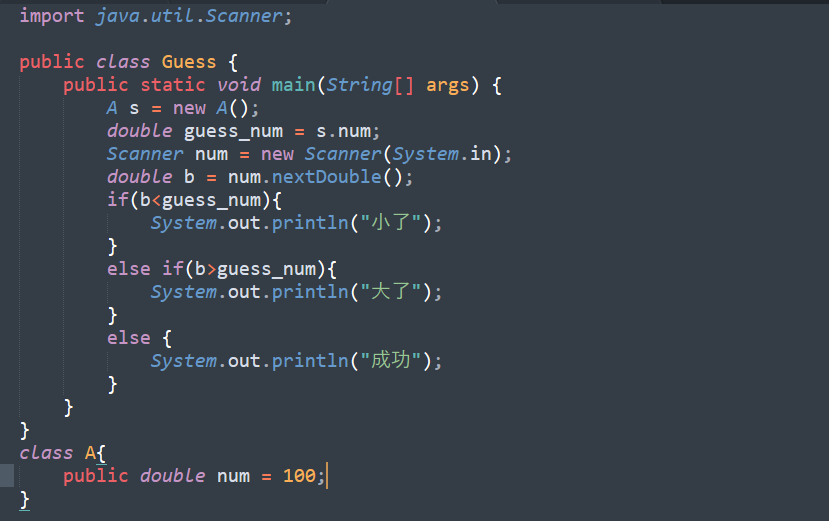 import java.util.Scanner;
public class Guess {
public static void main(String[] args) {
A s = new A();
double guess_num = s.num;
Scanner num = new Scanner(System.in);
double b = num.nextDouble();
if(b<guess_num){
System.out.println("小了");
}
else if(b>guess_num){
System.out.println("大了");
}
else {
System.out.println("成功");
}
}
}
class A{
public double num = 100;
}